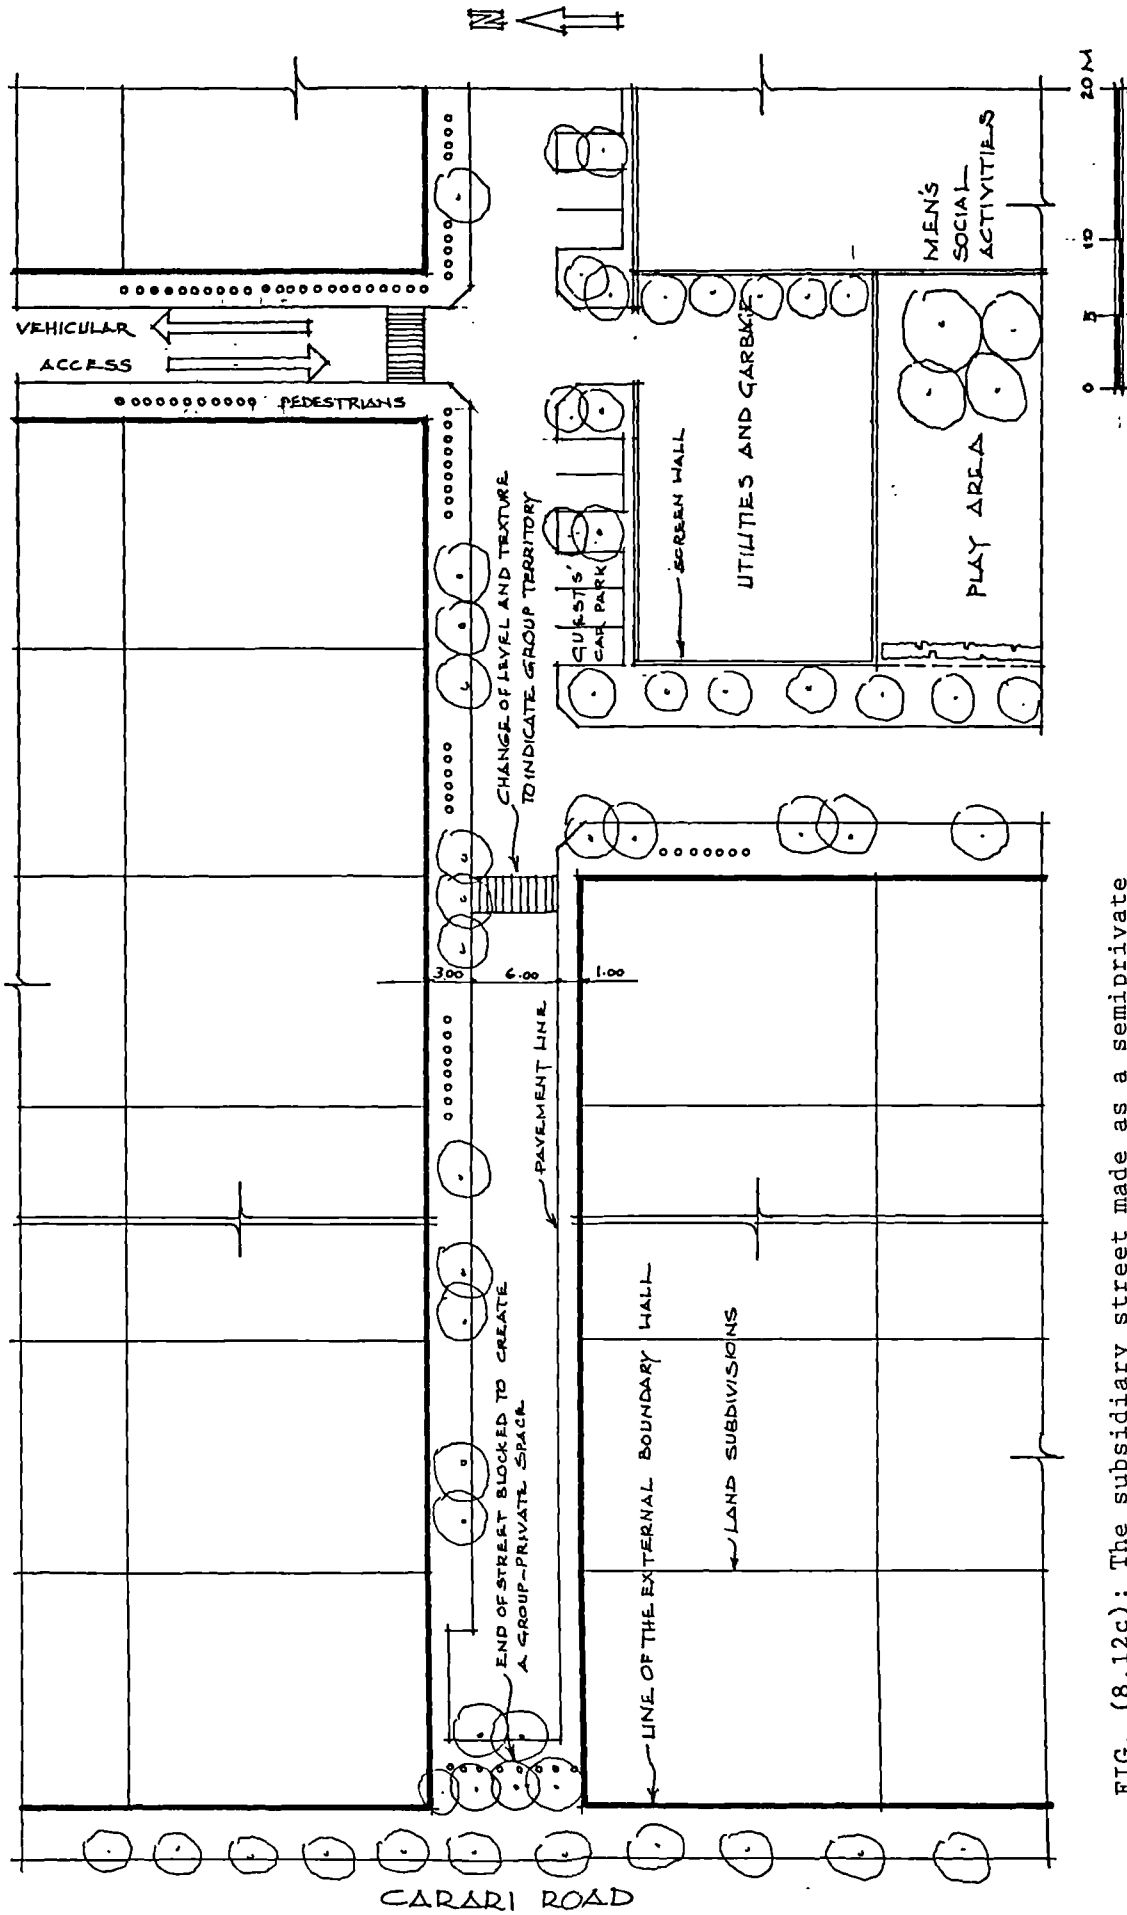 N
VEHICULAR
ACCESS
PEDESTRIANS
CHANGE OF LEVEL AND TEXTURE
TO INDICATE GROUP TERRITORY
GUESTS'
CAR PARK
SCREEN WALL
UTILITIES AND GARBAGE
MEN'S
SOCIAL
ACTIVITIES
PLAY AREA
20 M
10
5
0
3.00
6.00
1.00
PAVEMENT LINE
END OF STREET BLOCKED TO CREATE
A GROUP-PRIVATE SPACE
LINE OF THE EXTERNAL BOUNDARY WALL
LAND SUBDIVISIONS
CARARI ROAD
FIG. (8.12c): The subsidiary street made as a semiprivate